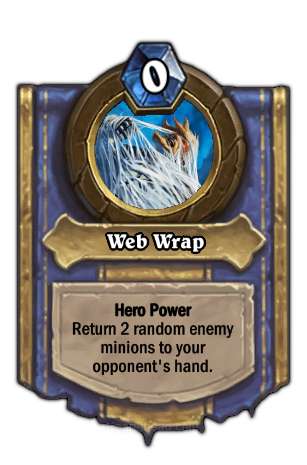 0
Web Wrap
Hero Power
Return 2 random enemy
minions to your
opponent's hand.